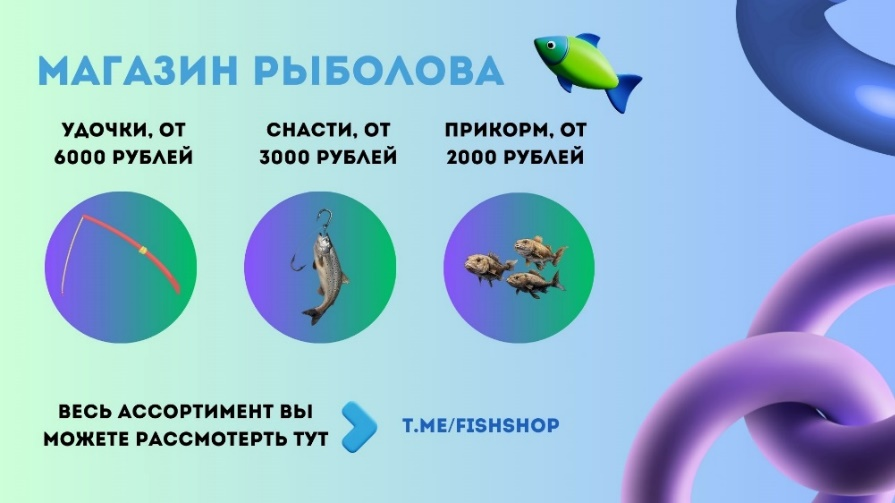 МАГАЗИН РЫБОЛОВА
УДОЧКИ, ОТ
6000 РУБЛЕЙ
СНАСТИ, ОТ
3000 РУБЛЕЙ
ПРИКОРМ, ОТ
2000 РУБЛЕЙ
ВЕСЬ АССОРТИМЕНТ ВЫ
МОЖЕТЕ РАССМОТЕРТЬ ТУТ
T.ME/FISHSHOP